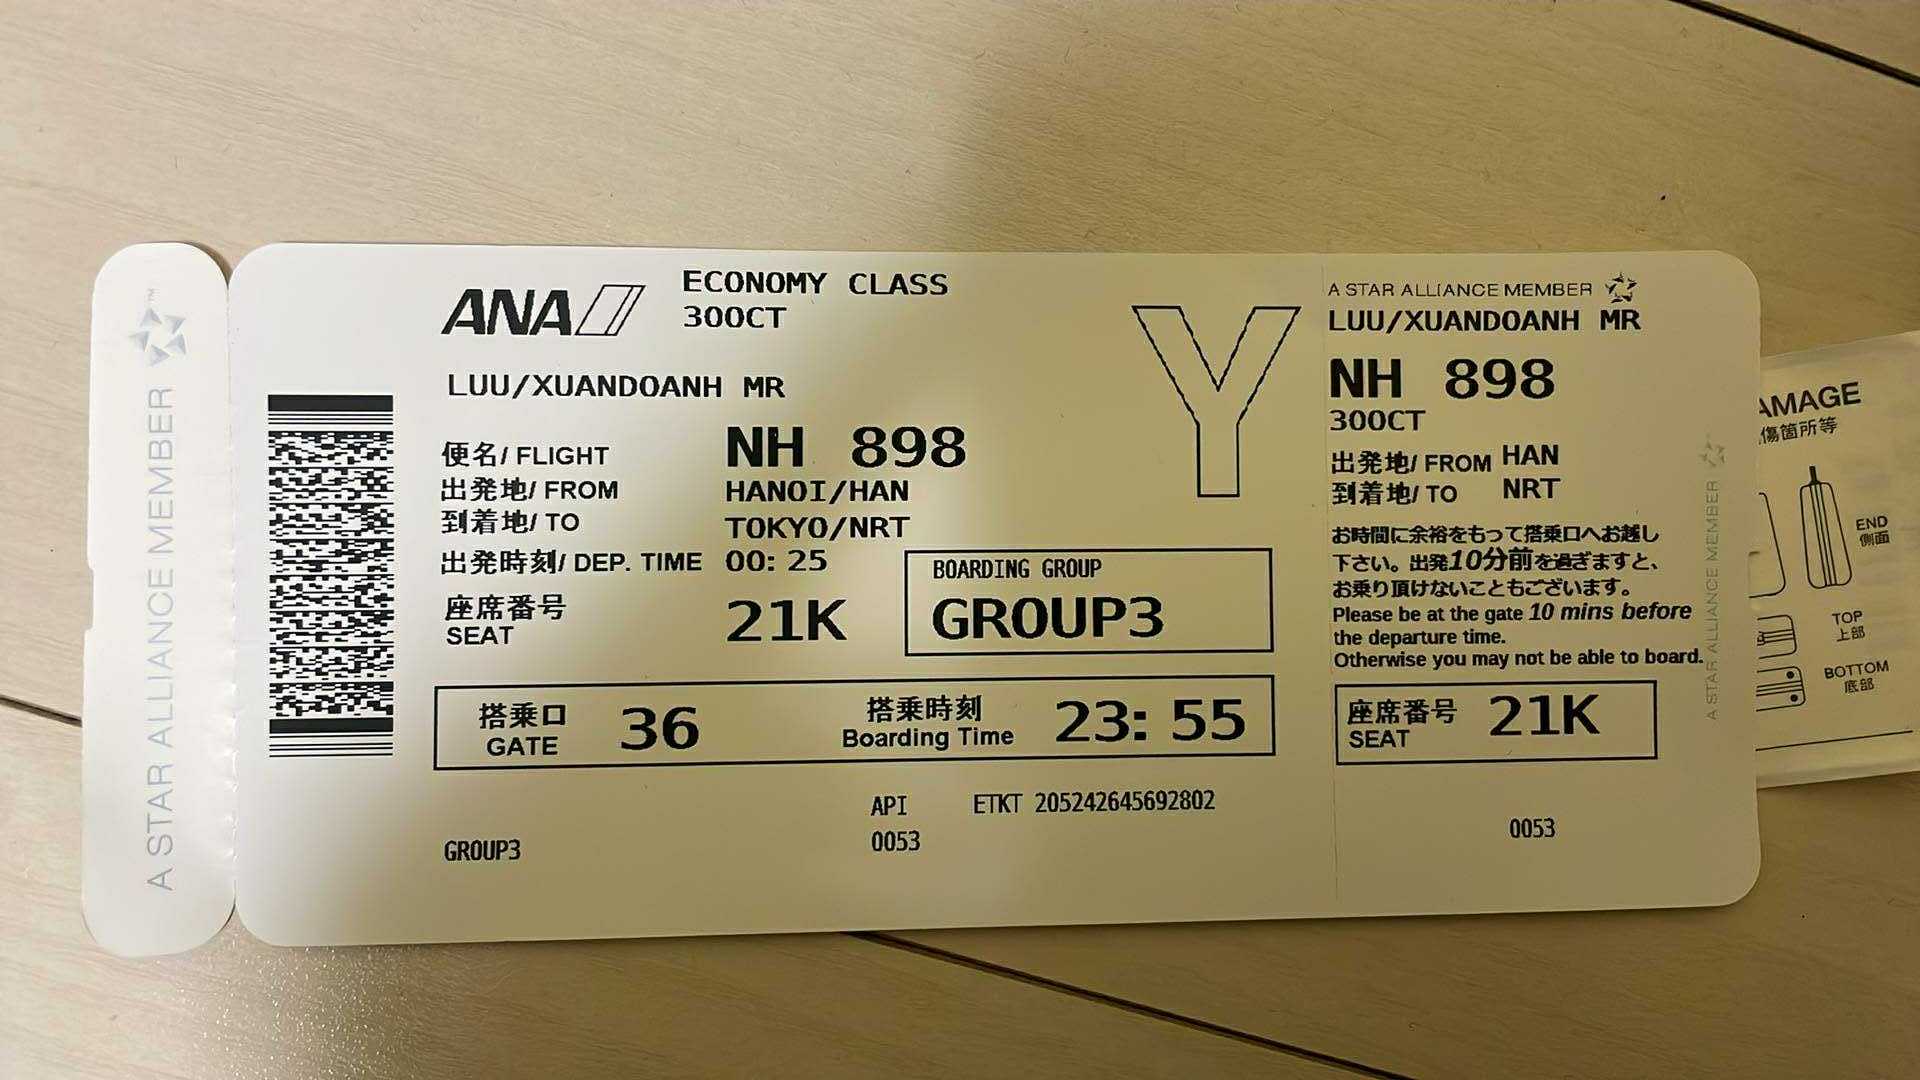 A STAR ALLIANCE MEMBER™
ANA
ECONOMY CLASS
30OCT
LUU/XUANDOANH MR
便名/ FLIGHT NH 898
出発地/ FROM HANOI/HAN
到着地/ TO TOKYO/NRT
出発時刻/ DEP. TIME 00: 25
座席番号
SEAT
21K
BOARDING GROUP
GROUP3
搭乗口
GATE
36
搭乗時刻
Boarding Time
23: 55
API ETKT 205242645692802
0053
GROUP3
Y
A STAR ALLIANCE MEMBER
LUU/XUANDOANH MR
NH 898
30OCT
出発地/ FROM HAN
到着地/ TO NRT
お時間に余裕をもって搭乗口へお越し
下さい。出発10分前を過ぎますと、
お乗り頂けないこともございます。
Please be at the gate 10 mins before
the departure time.
Otherwise you may not be able to board.
座席番号
SEAT
21K
0053
A STAR ALLIANCE MEMBER
AMAGE
傷箇所等
END
側面
TOP
上部
BOTTOM
底部